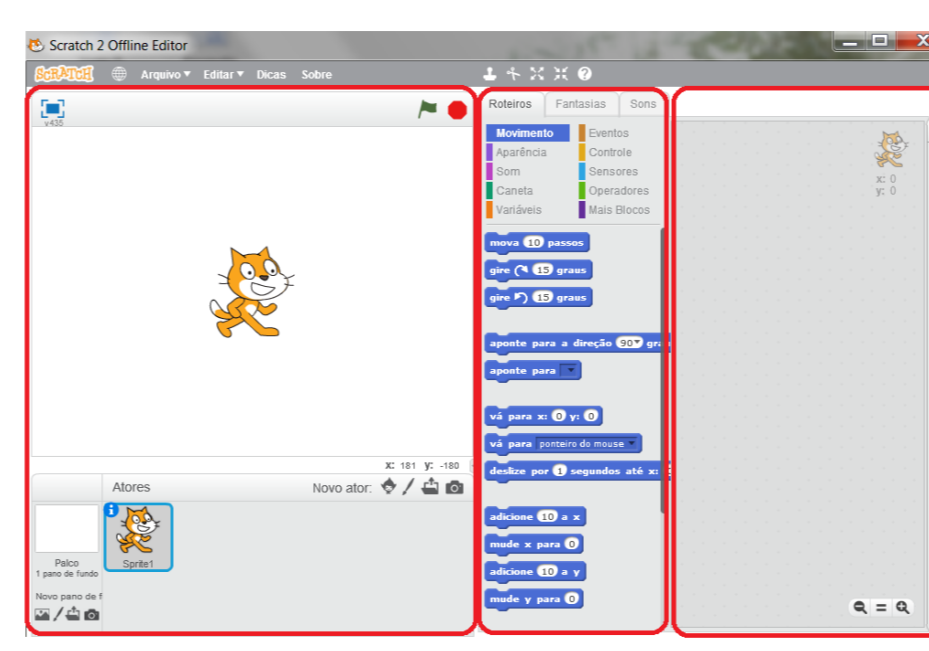 Scratch 2 Offline Editor
SCRATCH Arquivo Editar Dicas Sobre
v435
Roteiros Fantasias Sons
Movimento Eventos
Aparência Controle
Som Sensores
Caneta Operadores
Variáveis Mais Blocos
x: 0
y: 0
mova 10 passos
gire 15 graus
gire 15 graus
aponte para a direção 90 gra
aponte para
vá para x: 0 y: 0
vá para ponteiro do mouse
deslize por 1 segundos até x:
adicione 10 a x
mude x para 0
adicione 10 a y
mude y para 0
x: 181 y: -180
Atores Novo ator:
Sprite1
Palco
1 pano de fundo
Novo pano de f